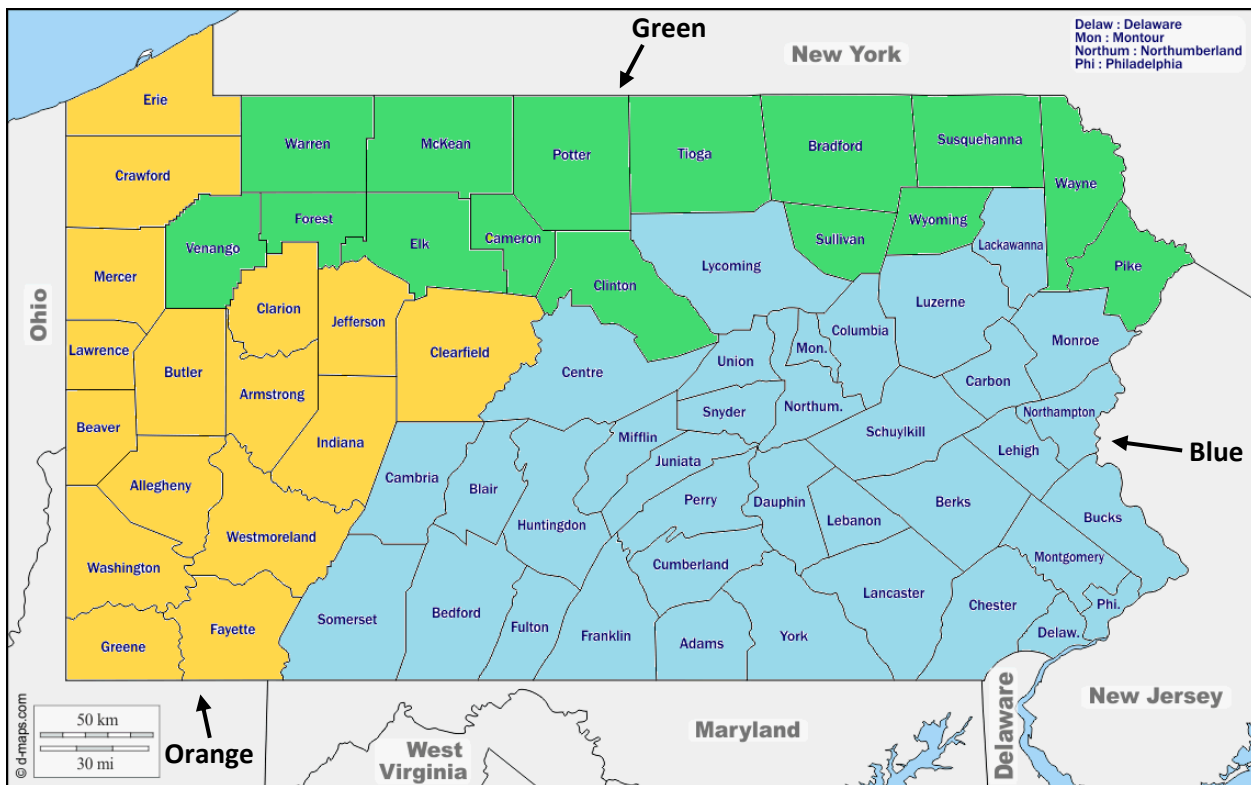 Green
New York
Delaw : Delaware
Mon : Montour
Northum : Northumberland
Phi : Philadelphia
Erie
Warren
McKean
Potter
Tioga
Bradford
Susquehanna
Crawford
Wayne
Venango
Forest
Elk
Cameron
Sullivan
Wyoming
Lackawanna
Mercer
Clinton
Lycoming
Pike
Ohio
Clarion
Jefferson
Luzerne
Lawrence
Butler
Clearfield
Centre
Union
Mon.
Columbia
Monroe
Armstrong
Carbon
Beaver
Indiana
Snyder
Northum.
Northampton
Mifflin
Schuylkill
Lehigh
Blue
Allegheny
Cambria
Blair
Juniata
Perry
Dauphin
Berks
Westmoreland
Huntingdon
Lebanon
Bucks
Washington
Cumberland
Montgomery
Lancaster
Chester
Phi.
Greene
Fayette
Somerset
Bedford
Fulton
Franklin
Adams
York
Delaw.
© d-maps.com
50 km
30 mi
Orange
West
Virginia
Maryland
Delaware
New Jersey